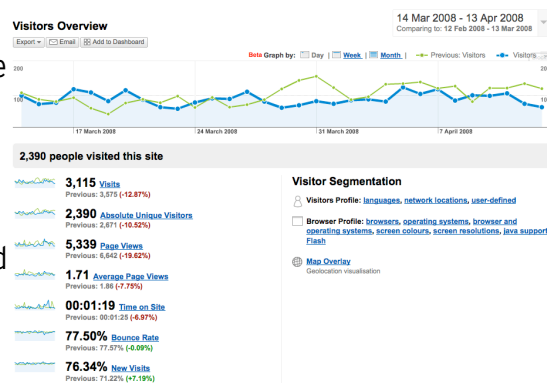 Visitors Overview
14 Mar 2008 - 13 Apr 2008
Comparing to: 12 Feb 2008 - 13 Mar 2008
Export Email Add to Dashboard
Beta Graph by: Day | Week | Month | Previous: Visitors Visitors
e
200 20
100 10
17 March 2008 24 March 2008 31 March 2008 7 April 2008
2,390 people visited this site
3,115 Visits
Previous: 3,575 (-12.87%)
2,390 Absolute Unique Visitors
Previous: 2,671 (-10.52%)
5,339 Page Views
Previous: 6,642 (-19.62%)
d
1.71 Average Page Views
Previous: 1.86 (-7.75%)
00:01:19 Time on Site
Previous: 00:01:25 (-6.97%)
77.50% Bounce Rate
Previous: 77.57% (-0.09%)
76.34% New Visits
Previous: 71.22% (+7.19%)
Visitor Segmentation
Visitors Profile: languages, network locations, user-defined
Browser Profile: browsers, operating systems, browser and
operating systems, screen colours, screen resolutions, java support
Flash
Map Overlay
Geolocation visualisation